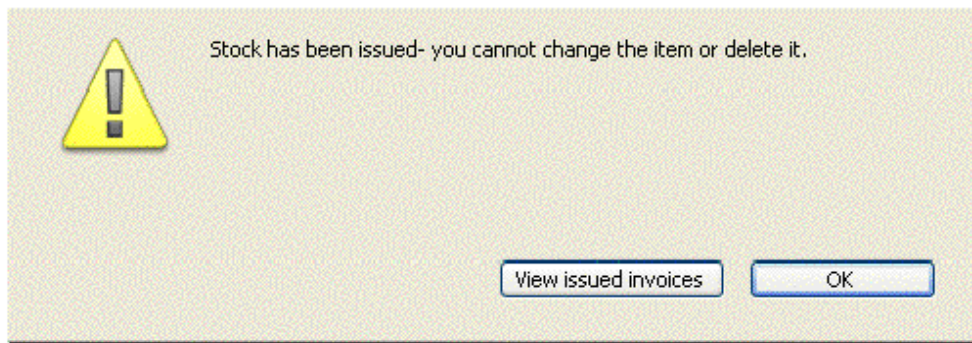 Stock has been issued- you cannot change the item or delete it.
View issued invoices
OK